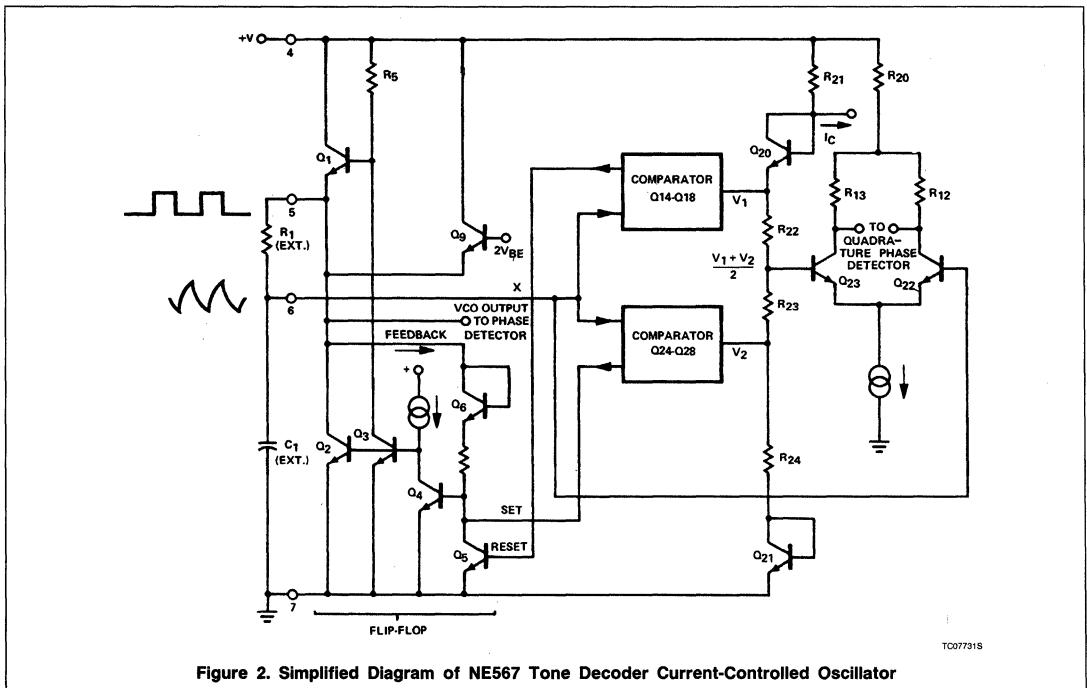 +V
4
R5
R21
R20
IC
Q1
Q20
COMPARATOR
Q14-Q18
V1
R13
R12
5
R1
(EXT.)
Q9
2VBE
R22
TO
QUADRA-
TURE PHASE
DETECTOR
V1 + V2
2
Q23
Q22
X
6
VCO OUTPUT
TO PHASE
DETECTOR
FEEDBACK
R23
COMPARATOR
Q24-Q28
V2
+
Q6
C1
(EXT.)
Q2
Q3
Q4
R24
SET
RESET
Q5
Q21
7
FLIP-FLOP
TC07731S
Figure 2. Simplified Diagram of NE567 Tone Decoder Current-Controlled Oscillator